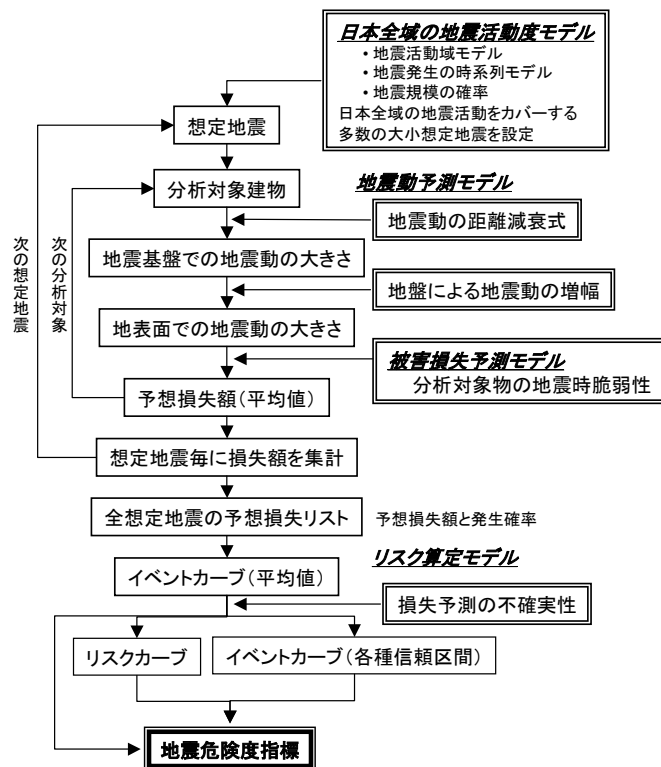 日本全域の地震活動度モデル
・地震活動域モデル
・地震発生の時系列モデル
・地震規模の確率
日本全域の地震活動をカバーする
多数の大小想定地震を設定
想定地震
分析対象建物
地震動予測モデル
地震動の距離減衰式
地震基盤での地震動の大きさ
地盤による地震動の増幅
地表面での地震動の大きさ
被害損失予測モデル
分析対象物の地震時脆弱性
予想損失額(平均値)
次の想定地震
次の分析対象
想定地震毎に損失額を集計
全想定地震の予想損失リスト
予想損失額と発生確率
リスク算定モデル
イベントカーブ(平均値)
損失予測の不確実性
リスクカーブ
イベントカーブ(各種信頼区間)
地震危険度指標